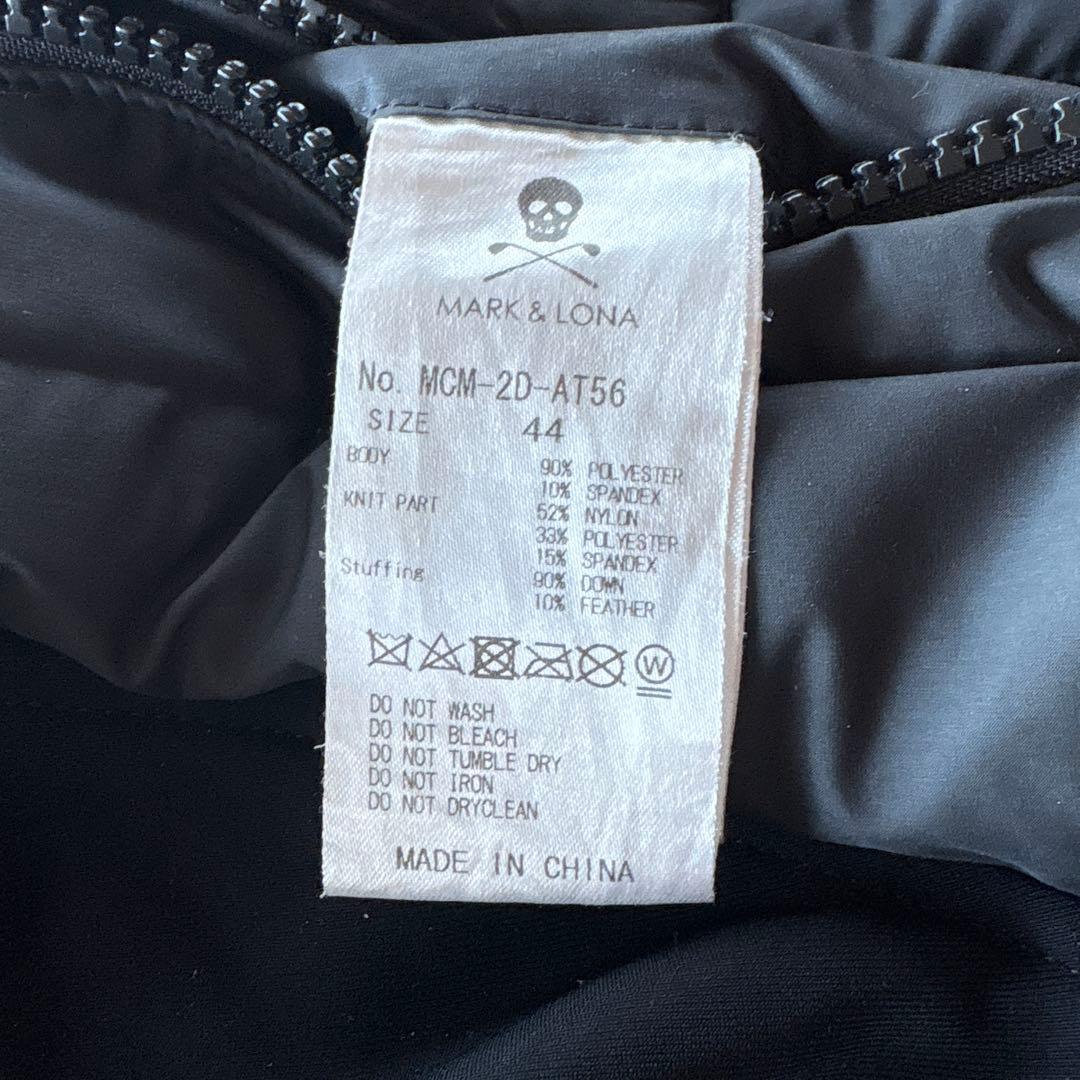 MARK & LONA
No. MCM-2D-AT56
SIZE 44
BODY 90% POLYESTER
10% SPANDEX
KNIT PART 52% NYLON
33% POLYESTER
15% SPANDEX
Stuffing 90% DOWN
10% FEATHER
W
DO NOT WASH
DO NOT BLEACH
DO NOT TUMBLE DRY
DO NOT IRON
DO NOT DRYCLEAN
MADE IN CHINA